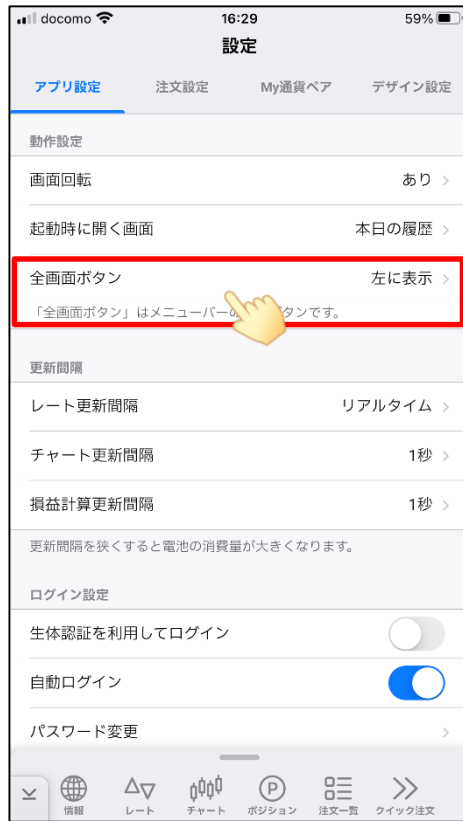 docomo 16:29 59%
設定
アプリ設定 注文設定 My通貨ペア デザイン設定
動作設定
画面回転 あり
起動時に開く画面 本日の履歴
全画面ボタン 左に表示
「全画面ボタン」はメニューバーの タンです。
更新間隔
レート更新間隔 リアルタイム
チャート更新間隔 1秒
損益計算更新間隔 1秒
更新間隔を狭くすると電池の消費量が大きくなります。
ログイン設定
生体認証を利用してログイン
自動ログイン
パスワード変更
P
情報 レート チャート ポジション 注文一覧 クイック注文